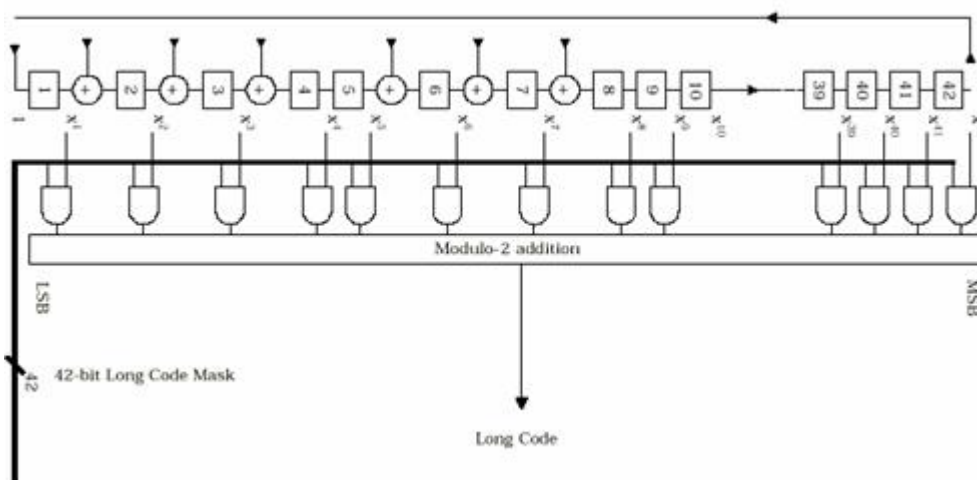 1 + 2 + 3 + 4 5 + 6 + 7 + 8 9 10 39 40 41 42
1 x¹ x² x³ x⁴ x⁵ x⁶ x⁷ x⁸ x⁹ x¹⁰ x³⁹ x⁴⁰ x⁴¹ x
Modulo-2 addition
LSB
MSB
42
42-bit Long Code Mask
Long Code